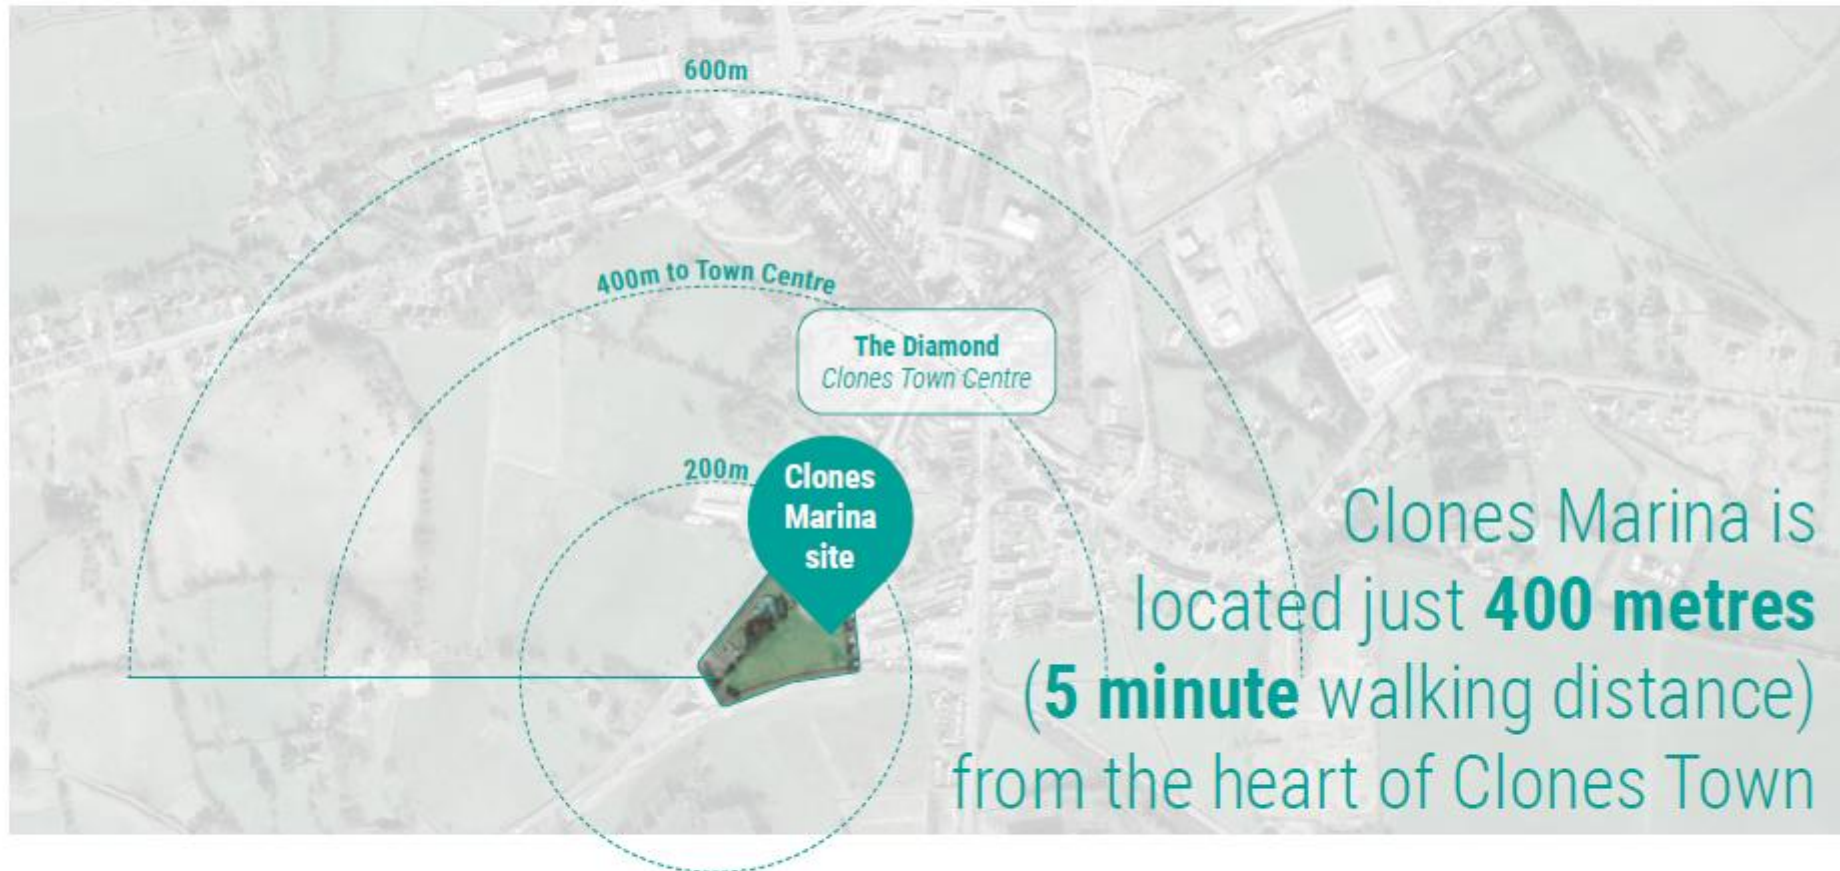 600m
400m to Town Centre
The Diamond
Clones Town Centre
200m
Clones
Marina
site
Clones Marina is
located just 400 metres
(5 minute walking distance)
from the heart of Clones Town